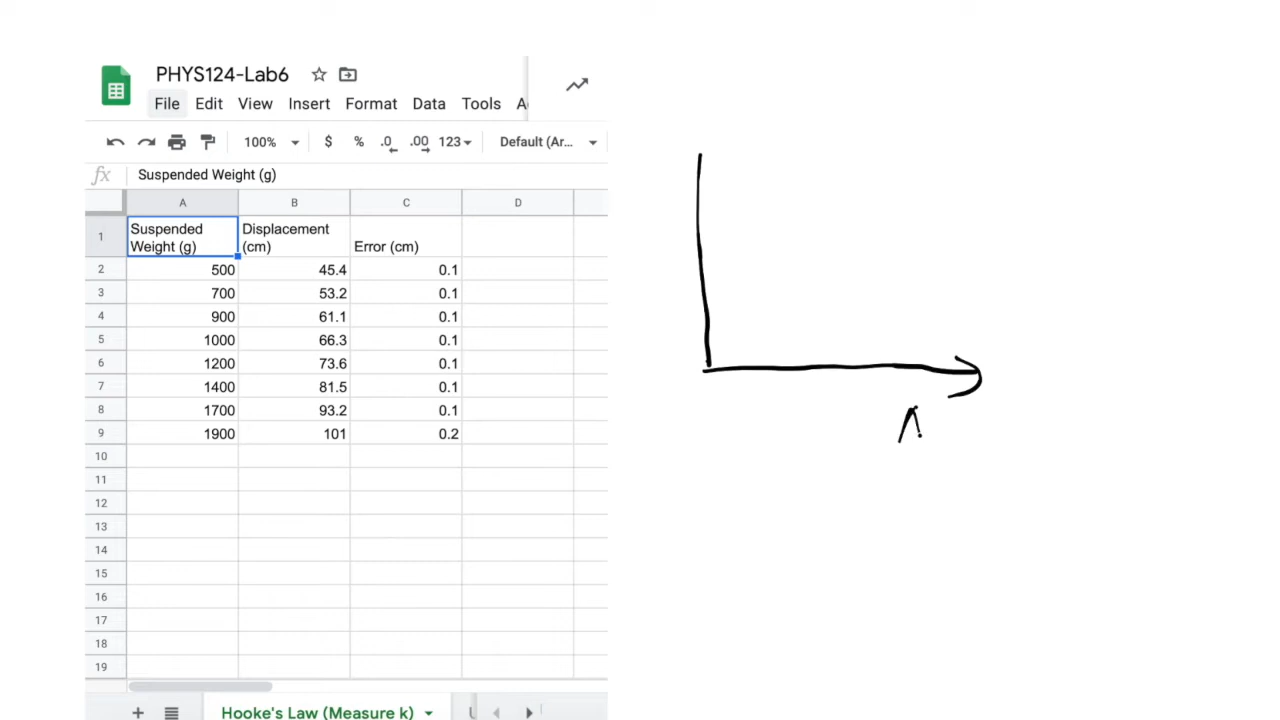 PHYS124-Lab6
File Edit View Insert Format Data Tools
100% $ % .0 .00 123 Default (Ar...
fx Suspended Weight (g)
A B C D
1 Suspended Weight (g) Displacement (cm) Error (cm)
2 500 45.4 0.1
3 700 53.2 0.1
4 900 61.1 0.1
5 1000 66.3 0.1
6 1200 73.6 0.1
7 1400 81.5 0.1
8 1700 93.2 0.1
9 1900 101 0.2
10
11
12
13
14
15
16
17
18
19
Hooke's Law (Measure k)